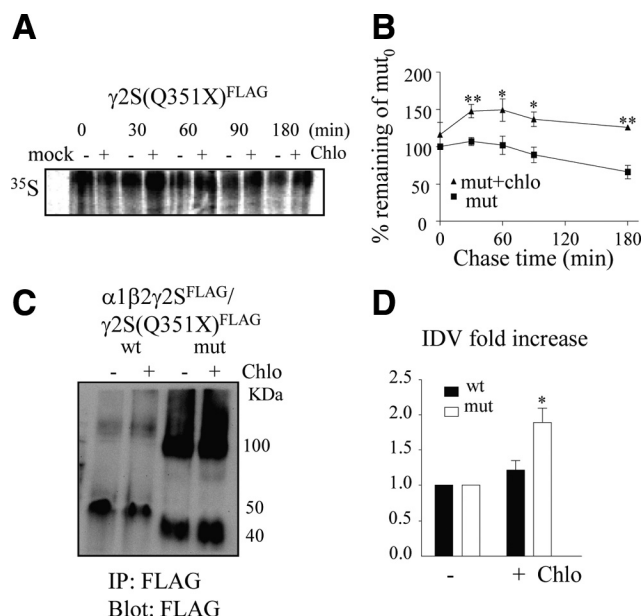 A
γ2S(Q351X)FLAG
0 30 60 90 180 (min)
mock - + - + - + - + - + Chlo
35S
B
% remaining of mut0
200
150
100
50
0
** * * **
mut+chlo
mut
0 60 120 180
Chase time (min)
C
α1β2γ2SFLAG/
γ2S(Q351X)FLAG
wt mut
- + - + Chlo
KDa
100
50
40
IP: FLAG
Blot: FLAG
D
IDV fold increase
2.5
2.0
1.5
1.0
0.5
0.0
wt
mut
*
- + Chlo